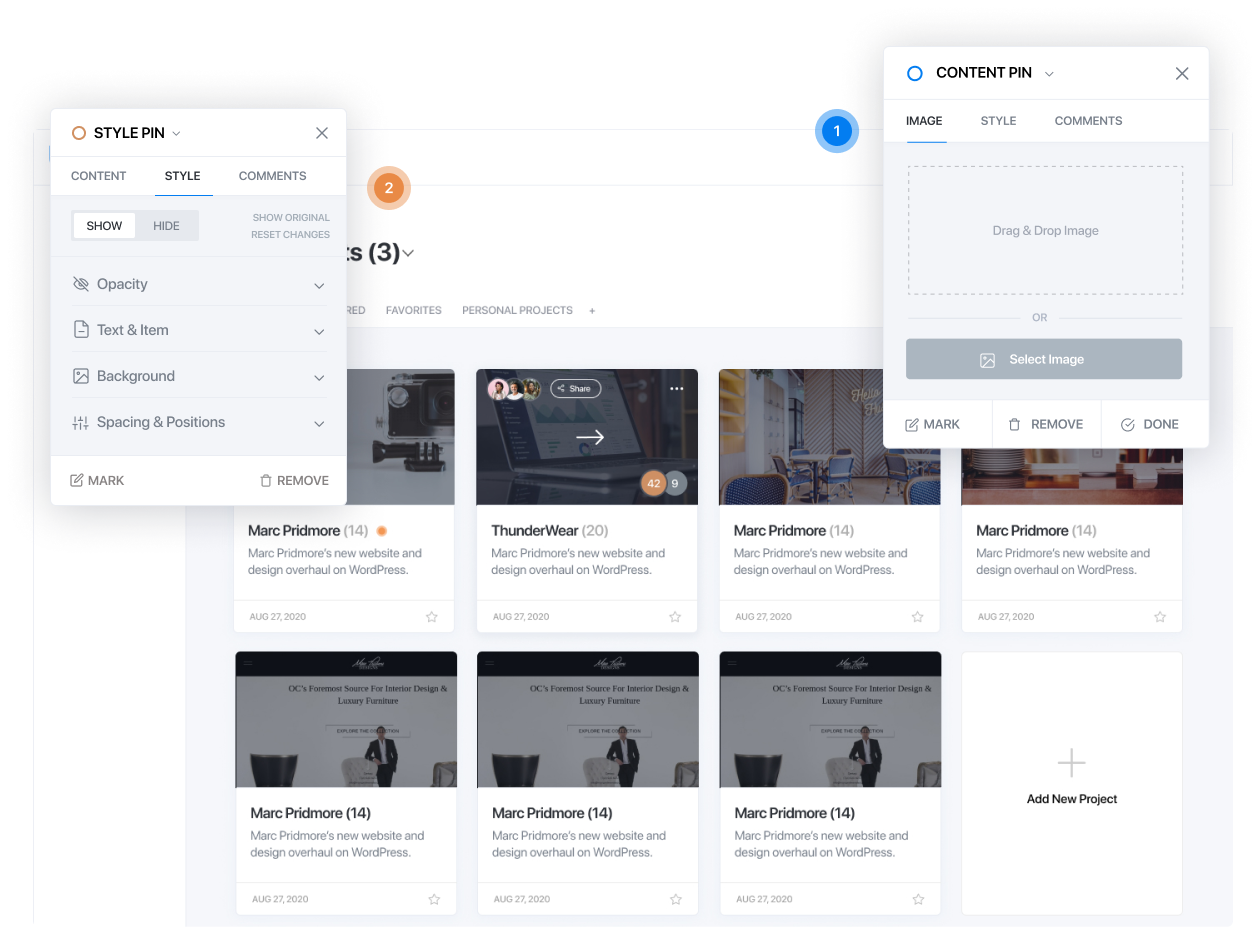 CONTENT PIN
IMAGE
STYLE
COMMENTS
Drag & Drop Image
OR
Select Image
MARK
REMOVE
DONE
1
STYLE PIN
CONTENT
STYLE
COMMENTS
SHOW
HIDE
SHOW ORIGINAL
RESET CHANGES
Opacity
Text & Item
Background
Spacing & Positions
MARK
REMOVE
2
ts (3)
RED
FAVORITES
PERSONAL PROJECTS
+
Share
42
9
Marc Pridmore (14)
Marc Pridmore's new website and
design overhaul on WordPress.
AUG 27, 2020
ThunderWear (20)
Marc Pridmore's new website and
design overhaul on WordPress.
AUG 27, 2020
Marc Pridmore (14)
Marc Pridmore's new website and
design overhaul on WordPress.
AUG 27, 2020
Marc Pridmore (14)
Marc Pridmore's new website and
design overhaul on WordPress.
AUG 27, 2020
OC's Foremost Source For Interior Design &
Luxury Furniture
EXPLORE THE COLLECTION
Marc Pridmore (14)
Marc Pridmore's new website and
design overhaul on WordPress.
AUG 27, 2020
OC's Foremost Source For Interior Design &
Luxury Furniture
EXPLORE THE COLLECTION
Marc Pridmore (14)
Marc Pridmore's new website and
design overhaul on WordPress.
AUG 27, 2020
OC's Foremost Source For Interior Design &
Luxury Furniture
EXPLORE THE COLLECTION
Marc Pridmore (14)
Marc Pridmore's new website and
design overhaul on WordPress.
AUG 27, 2020
Add New Project